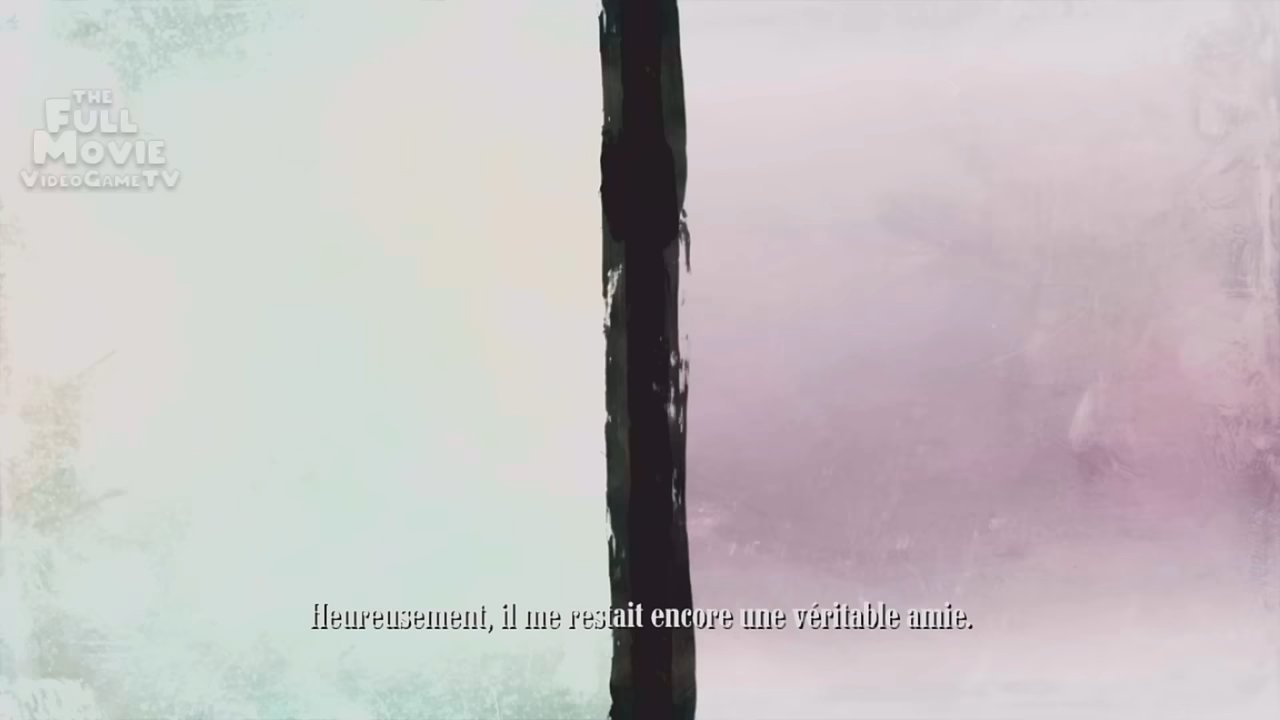 THE
FULL
MOVIE
VIDEOGAMETV
Heureusement, il me restait encore une véritable amie.